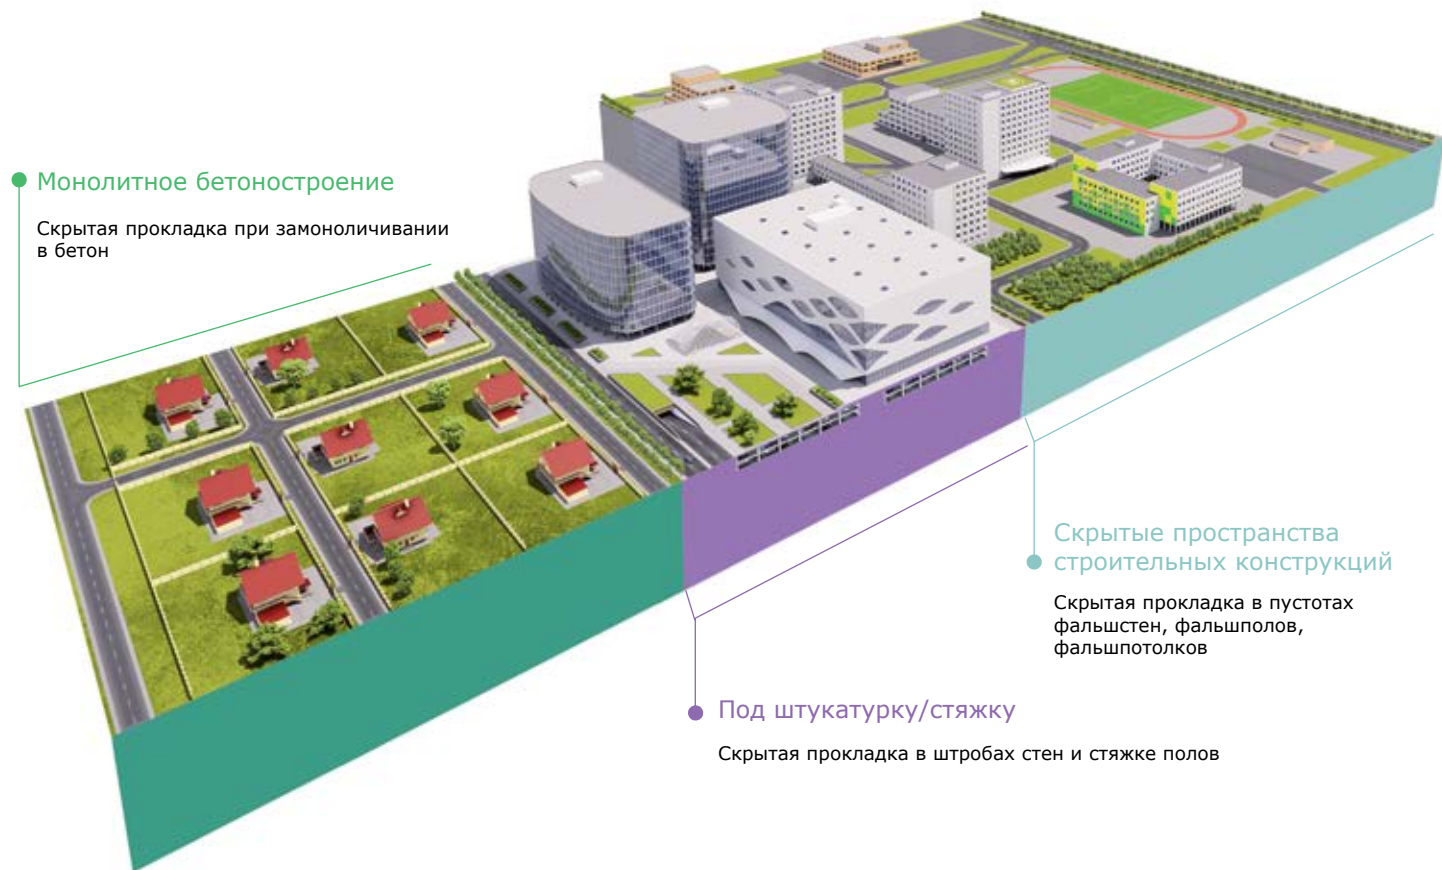 Монолитное бетоностроение
Скрытая прокладка при замоноличивании
в бетон
Скрытые пространства
строительных конструкций
Скрытая прокладка в пустотах
фальшстен, фальшполов,
фальшпотолков
Под штукатурку/стяжку
Скрытая прокладка в штробах стен и стяжке полов